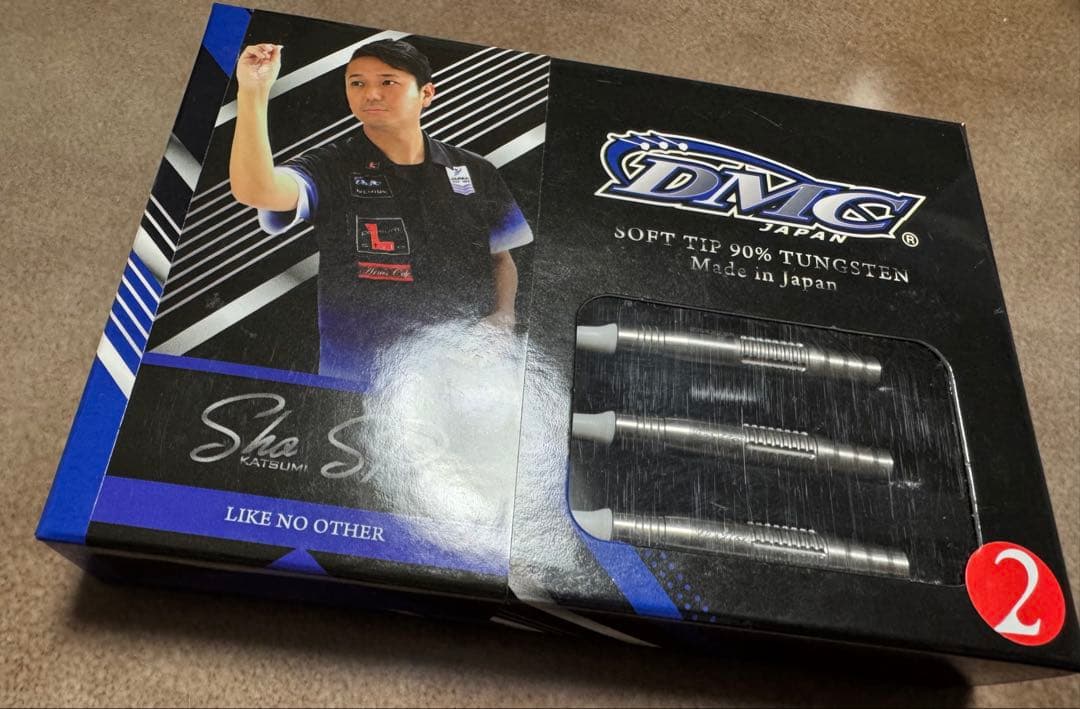 Sho
KATSUMI
LIKE NO OTHER
DMC
JAPAN
®
SOFT TIP 90% TUNGSTEN
Made in Japan
L
2